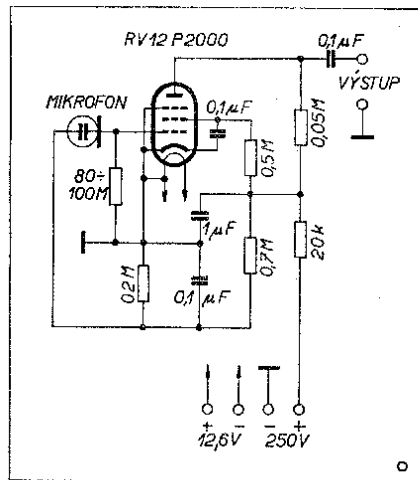 RV12 P2000
0,1µF
VÝSTUP
MIKROFON
0,1µF
0,05M
80÷
100M
0,5M
1µF
0,2M
0,1 µF
0,7M
20k
+ - - +
12,6V 250V